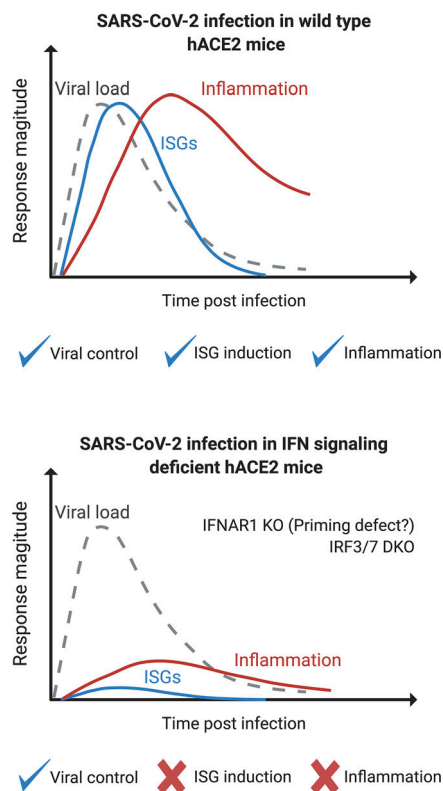 SARS-CoV-2 infection in wild type
hACE2 mice
Viral load
Inflammation
ISGs
Response magitude
Time post infection
Viral control
ISG induction
Inflammation
SARS-CoV-2 infection in IFN signaling
deficient hACE2 mice
Viral load
IFNAR1 KO (Priming defect?)
IRF3/7 DKO
Inflammation
ISGs
Response magitude
Time post infection
Viral control
ISG induction
Inflammation